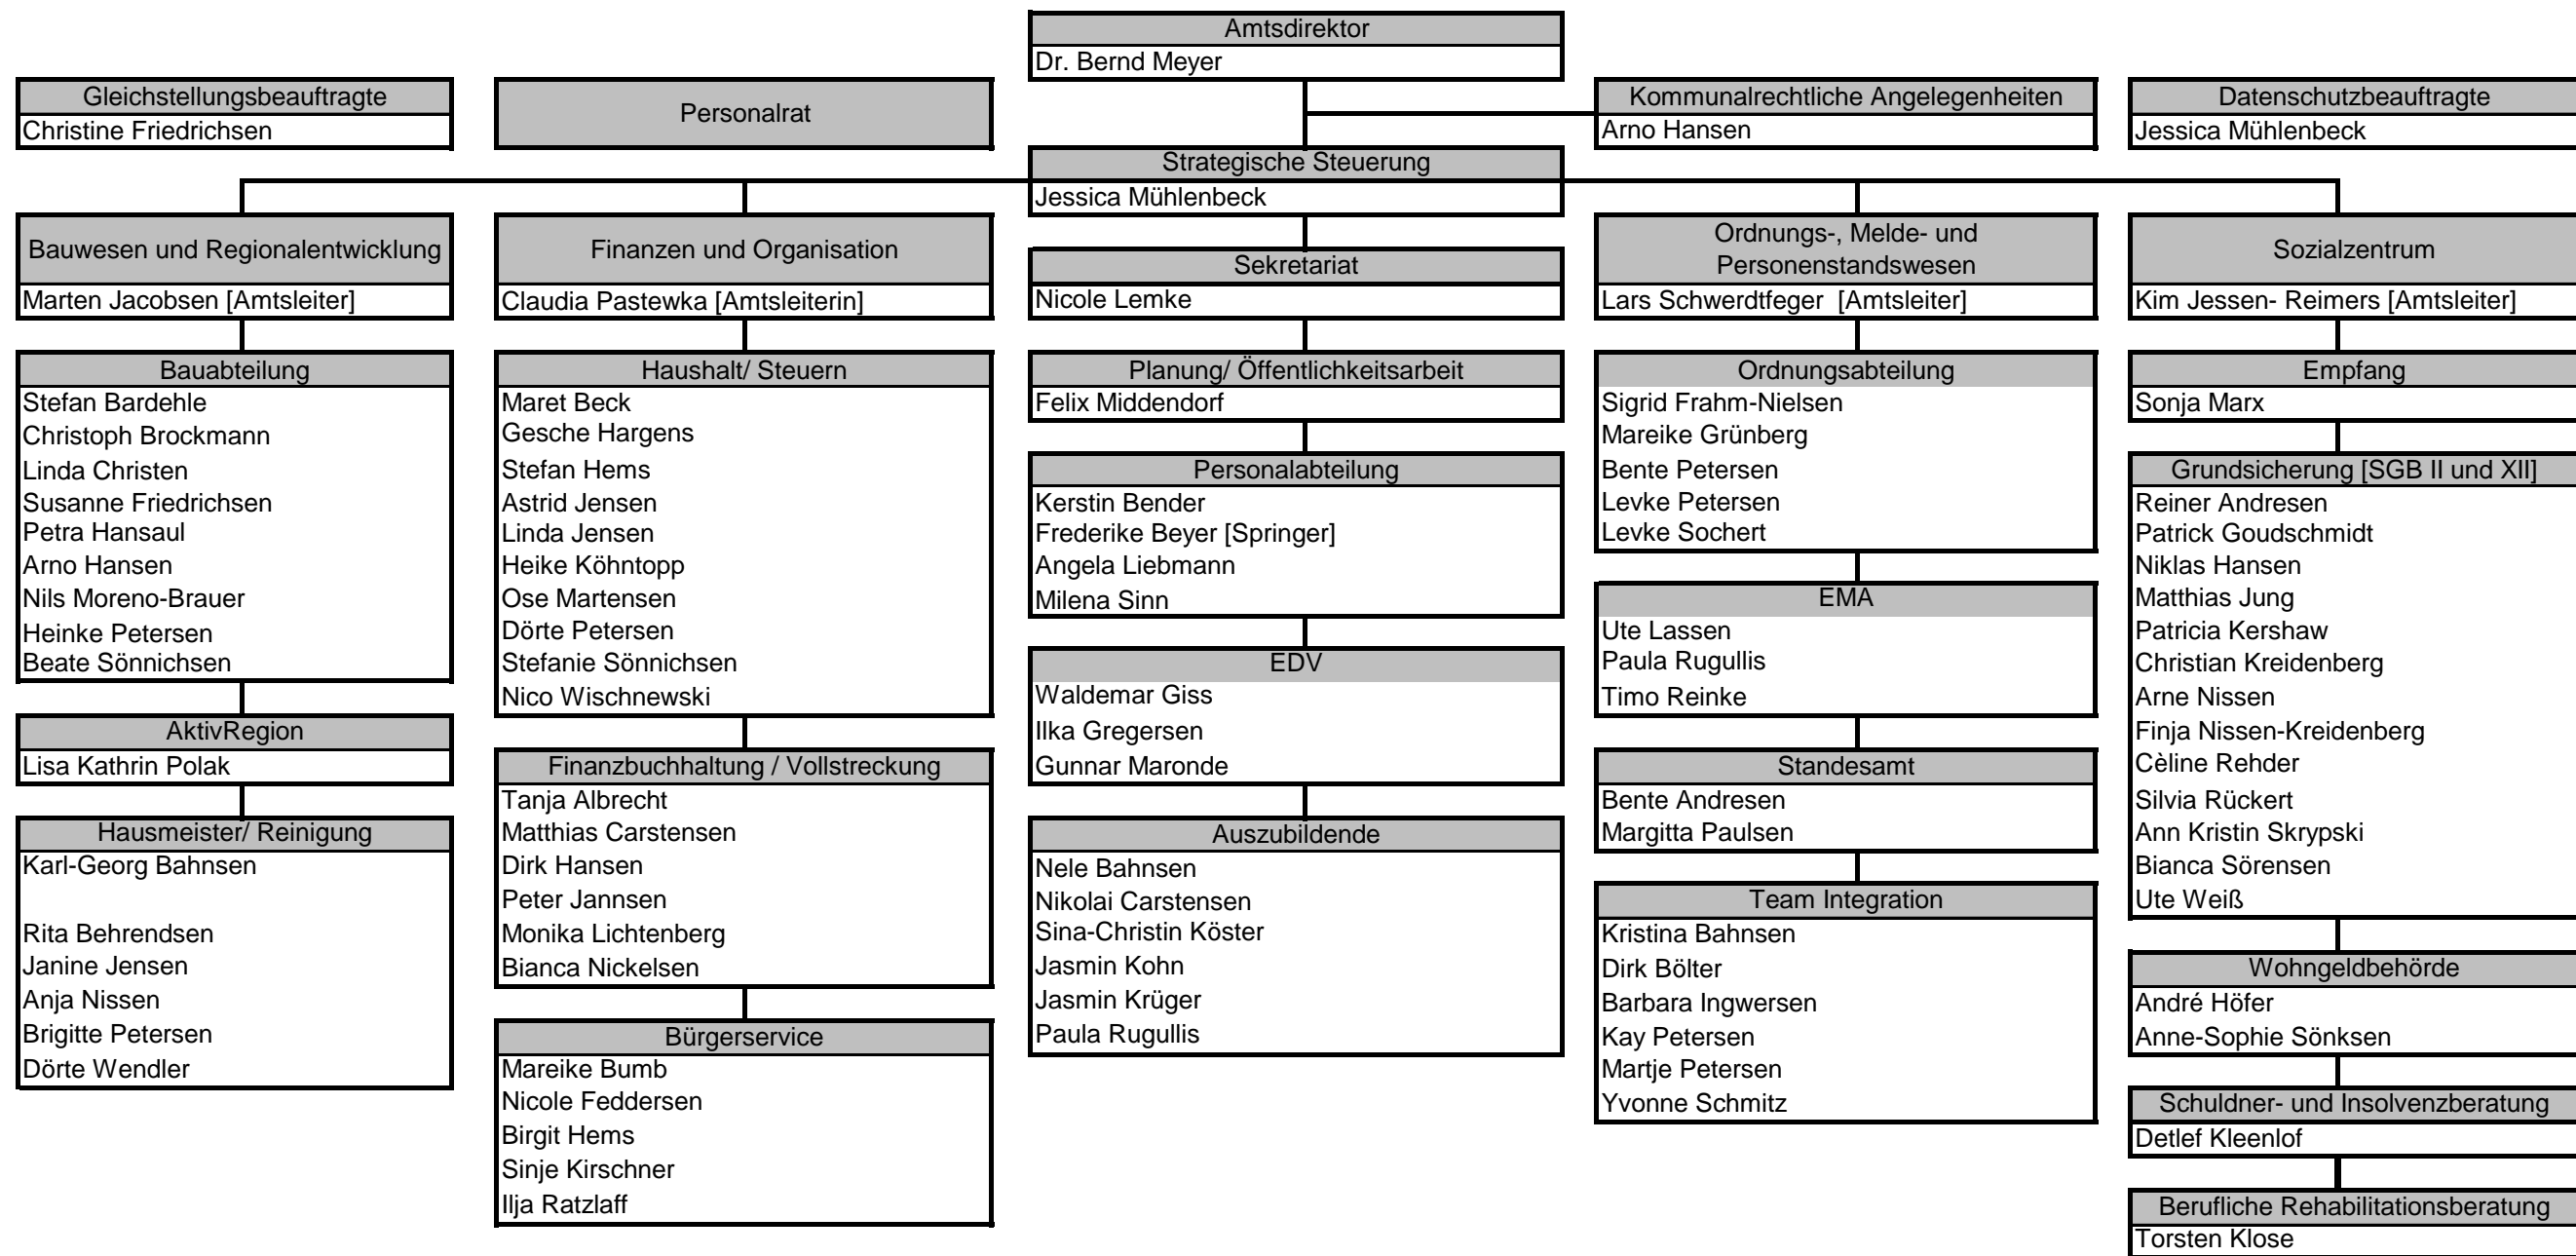 Amtsdirektor
Dr. Bernd Meyer
Gleichstellungsbeauftragte
Christine Friedrichsen
Personalrat
Kommunalrechtliche Angelegenheiten
Arno Hansen
Datenschutzbeauftragte
Jessica Mühlenbeck
Strategische Steuerung
Jessica Mühlenbeck
Bauwesen und Regionalentwicklung
Marten Jacobsen [Amtsleiter]
Bauabteilung
Stefan Bardehle
Christoph Brockmann
Linda Christen
Susanne Friedrichsen
Petra Hansaul
Arno Hansen
Nils Moreno-Brauer
Heinke Petersen
Beate Sönnichsen
AktivRegion
Lisa Kathrin Polak
Hausmeister/ Reinigung
Karl-Georg Bahnsen
Rita Behrendsen
Janine Jensen
Anja Nissen
Brigitte Petersen
Dörte Wendler
Finanzen und Organisation
Claudia Pastewka [Amtsleiterin]
Haushalt/ Steuern
Maret Beck
Gesche Hargens
Stefan Hems
Astrid Jensen
Linda Jensen
Heike Köhntopp
Ose Martensen
Dörte Petersen
Stefanie Sönnichsen
Nico Wischnewski
Finanzbuchhaltung / Vollstreckung
Tanja Albrecht
Matthias Carstensen
Dirk Hansen
Peter Jannsen
Monika Lichtenberg
Bianca Nickelsen
Bürgerservice
Mareike Bumb
Nicole Feddersen
Birgit Hems
Sinje Kirschner
Ilja Ratzlaff
Sekretariat
Nicole Lemke
Planung/ Öffentlichkeitsarbeit
Felix Middendorf
Personalabteilung
Kerstin Bender
Frederike Beyer [Springer]
Angela Liebmann
Milena Sinn
EDV
Waldemar Giss
Ilka Gregersen
Gunnar Maronde
Auszubildende
Nele Bahnsen
Nikolai Carstensen
Sina-Christin Köster
Jasmin Kohn
Jasmin Krüger
Paula Rugullis
Ordnungs-, Melde- und
Personenstandswesen
Lars Schwerdtfeger  [Amtsleiter]
Ordnungsabteilung
Sigrid Frahm-Nielsen
Mareike Grünberg
Bente Petersen
Levke Petersen
Levke Sochert
EMA
Ute Lassen
Paula Rugullis
Timo Reinke
Standesamt
Bente Andresen
Margitta Paulsen
Team Integration
Kristina Bahnsen
Dirk Bölter
Barbara Ingwersen
Kay Petersen
Martje Petersen
Yvonne Schmitz
Sozialzentrum
Kim Jessen- Reimers [Amtsleiter]
Empfang
Sonja Marx
Grundsicherung [SGB II und XII]
Reiner Andresen
Patrick Goudschmidt
Niklas Hansen
Matthias Jung
Patricia Kershaw
Christian Kreidenberg
Arne Nissen
Finja Nissen-Kreidenberg
Cèline Rehder
Silvia Rückert
Ann Kristin Skrypski
Bianca Sörensen
Ute Weiß
Wohngeldbehörde
André Höfer
Anne-Sophie Sönksen
Schuldner- und Insolvenzberatung
Detlef Kleenlof
Berufliche Rehabilitationsberatung
Torsten Klose